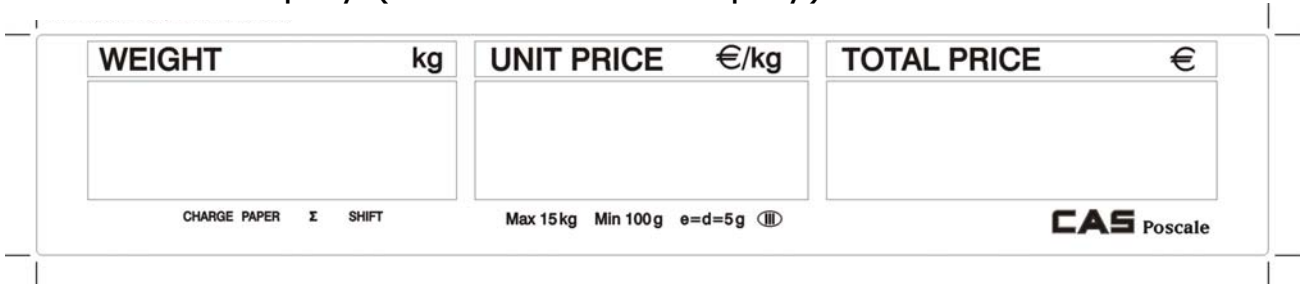 WEIGHT kg UNIT PRICE €/kg TOTAL PRICE €
CHARGE PAPER Σ SHIFT Max 15kg Min 100g e=d=5g Ⅲ CAS Poscale